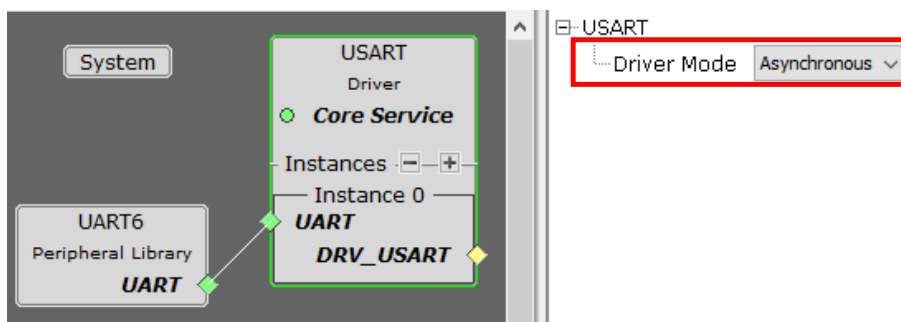 System
USART
Driver
Core Service
Instances
Instance 0
UART
DRV_USART
UART6
Peripheral Library
UART
USART
Driver Mode Asynchronous